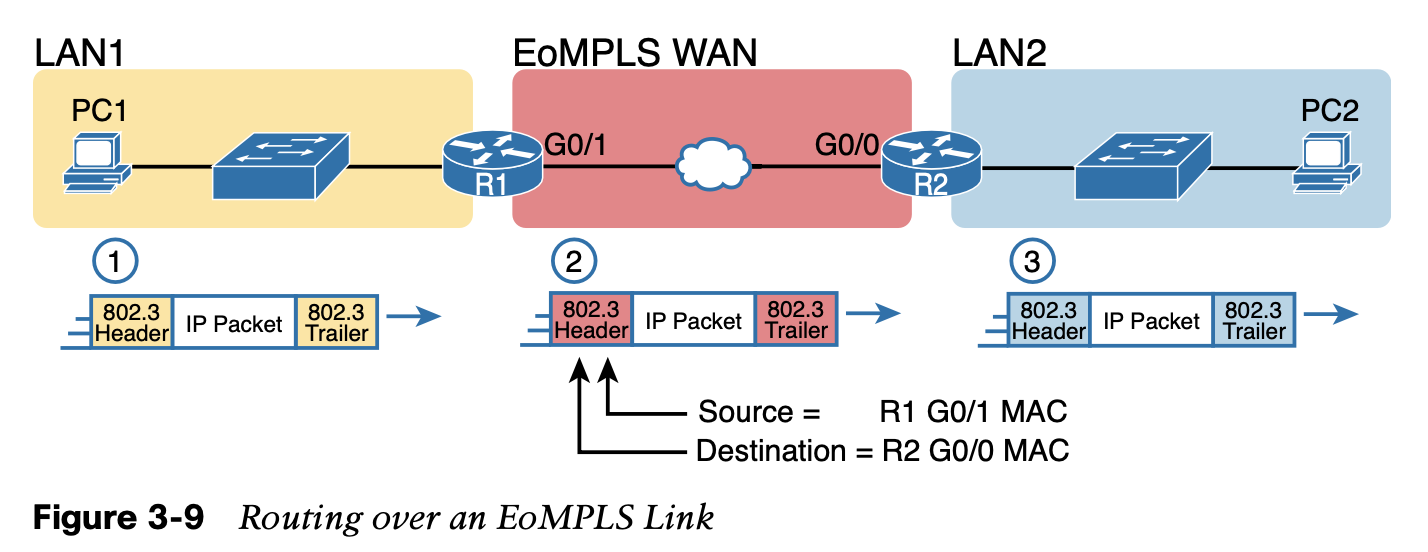 LAN1
EoMPLS WAN
LAN2
PC1
G0/1
G0/0
PC2
R1
R2
1
2
3
802.3
Header
IP Packet
802.3
Trailer
802.3
Header
IP Packet
802.3
Trailer
802.3
Header
IP Packet
802.3
Trailer
Source = R1 G0/1 MAC
Destination = R2 G0/0 MAC
Figure 3-9 Routing over an EoMPLS Link